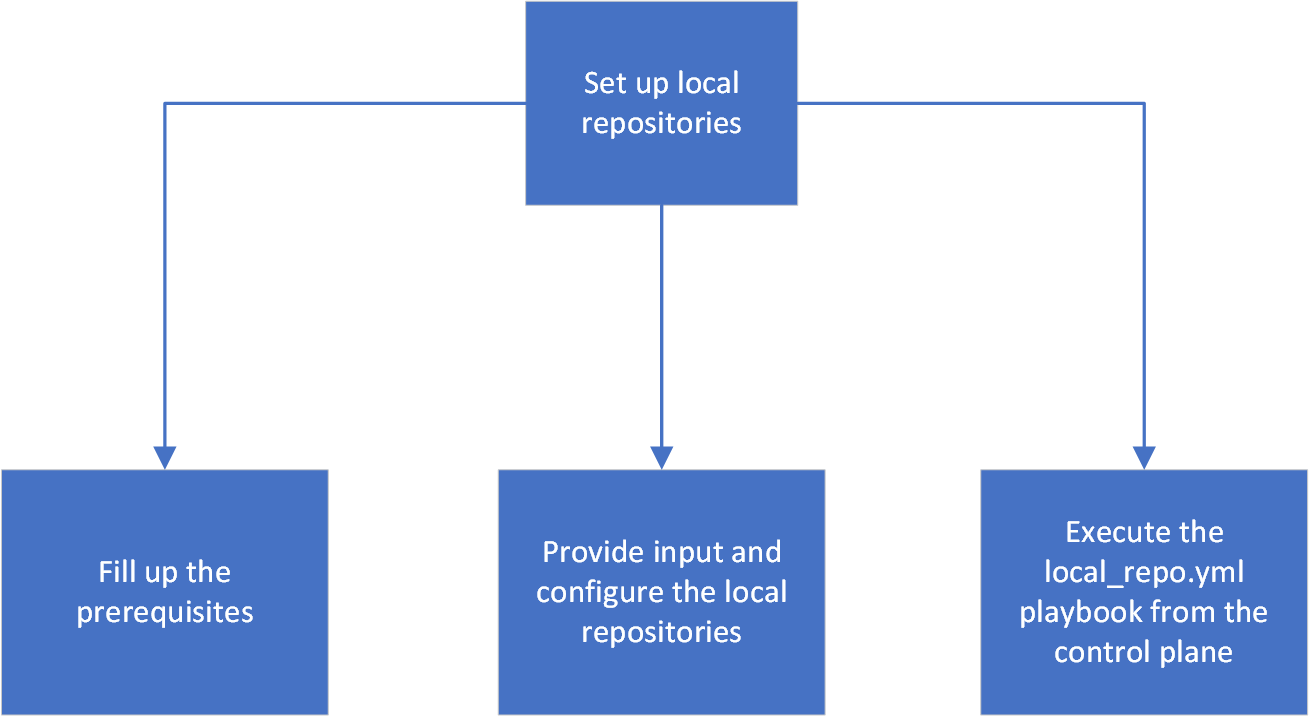 Set up local
repositories
Fill up the
prerequisites
Provide input and
configure the local
repositories
Execute the
local_repo.yml
playbook from the
control plane